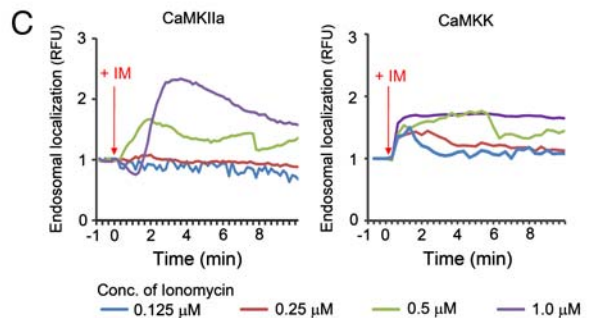 C
CaMKIIa
CaMKK
Endosomal localization (RFU)
3
2
1
0
+ IM
-1 0 2 4 6 8
Time (min)
Endosomal localization (RFU)
3
2
1
0
+ IM
-1 0 2 4 6 8
Time (min)
Conc. of Ionomycin
0.125 μM 0.25 μM 0.5 μM 1.0 μM